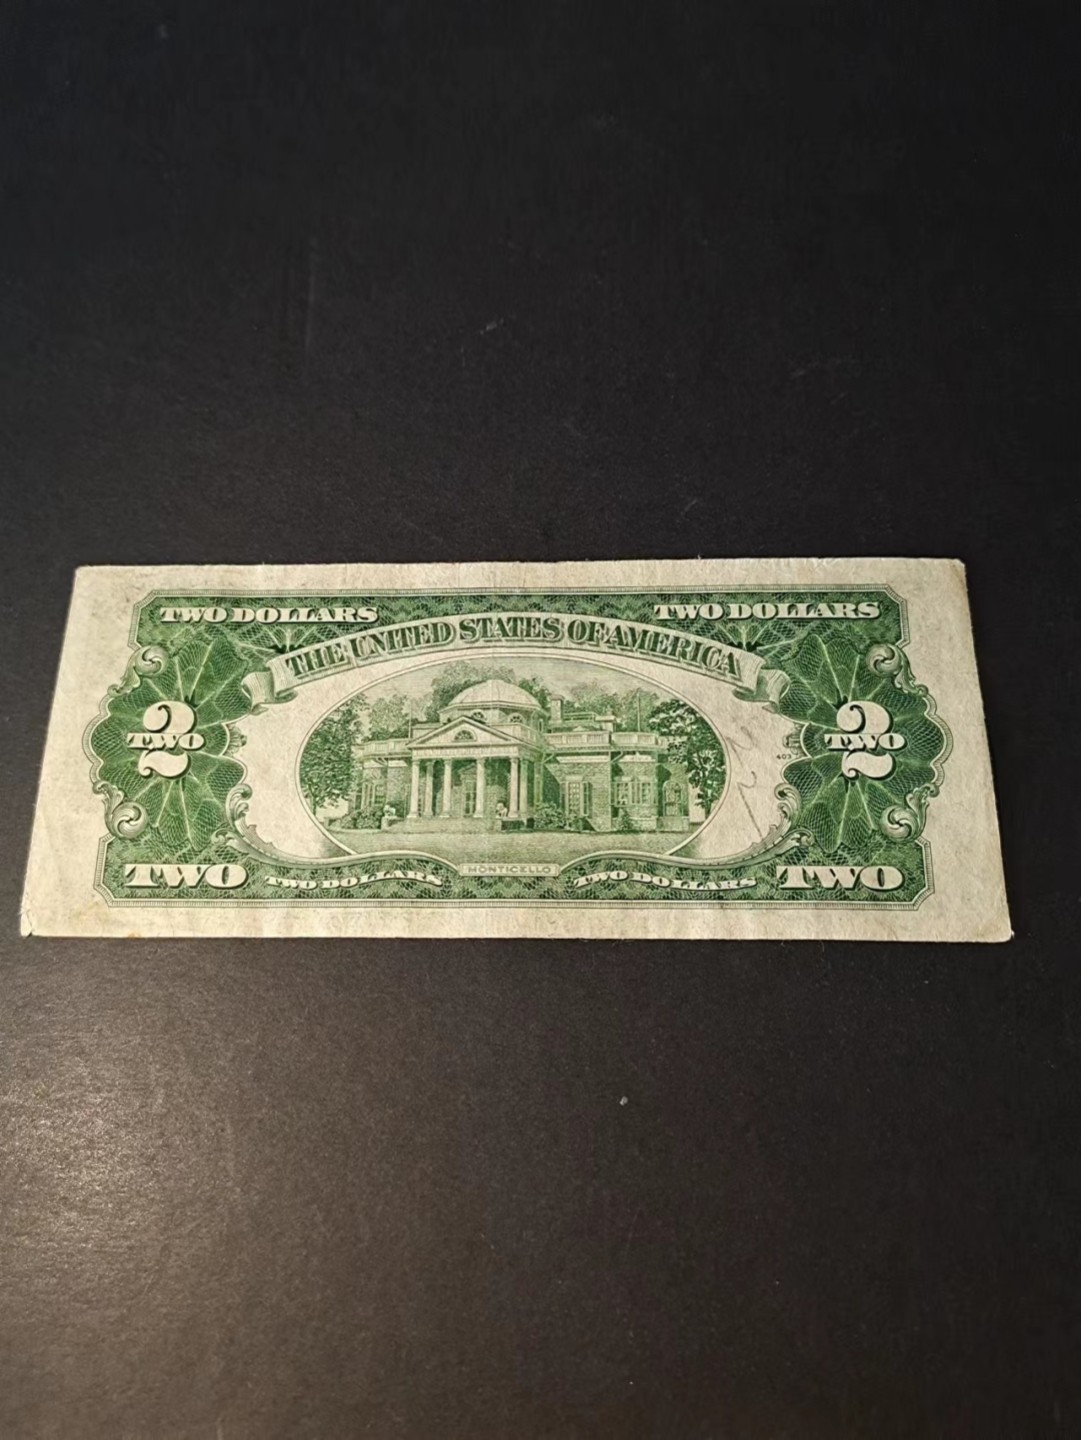 TWO DOLLARS TWO DOLLARS
THE UNITED STATES OF AMERICA
2 2
TWO TWO
407
TWO TWO DOLLARS MONTICELLO TWO DOLLARS TWO